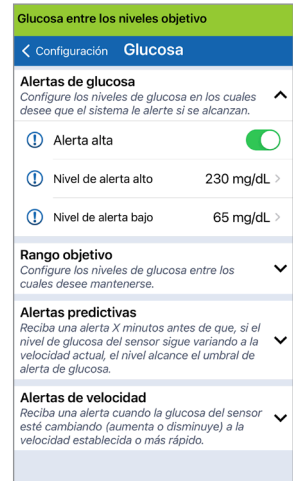 Glucosa entre los niveles objetivo
Configuración Glucosa
Alertas de glucosa
Configure los niveles de glucosa en los cuales
desee que el sistema le alerte si se alcanzan.
Alerta alta
Nivel de alerta alto 230 mg/dL
Nivel de alerta bajo 65 mg/dL
Rango objetivo
Configure los niveles de glucosa entre los
cuales desee mantenerse.
Alertas predictivas
Reciba una alerta X minutos antes de que, si el
nivel de glucosa del sensor sigue variando a la
velocidad actual, el nivel alcance el umbral de
alerta de glucosa.
Alertas de velocidad
Reciba una alerta cuando la glucosa del sensor
esté cambiando (aumenta o disminuye) a la
velocidad establecida o más rápido.